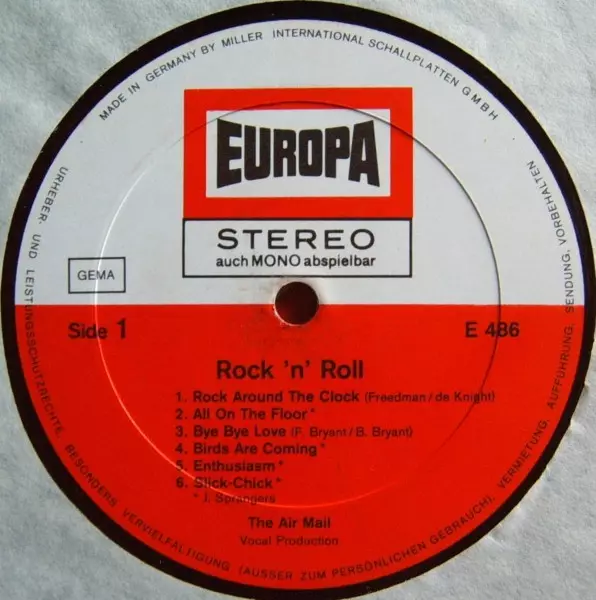 MADE IN GERMANY BY MILLER INTERNATIONAL SCHALLPLATTEN GMBH
EUROPA
STEREO
auch MONO abspielbar
GEMA
Side 1
E 486
Rock 'n' Roll
1. Rock Around The Clock (Freedman/de Knight)
2. All On The Floor*
3. Bye Bye Love (F. Bryant/B. Bryant)
4. Birds Are Coming*
5. Enthusiasm*
6. Slick-Chick*
* J. Sprangers
The Air Mail
Vocal Production
URHEBER- UND LEISTUNGSSCHUTZRECHTE, BESONDERS VERVIELFALTIGUNG (AUSSER ZUM PERSÖNLICHEN GEBRAUCH), VERMIETUNG, AUFFÜHRUNG, SENDUNG, VORBEHALTEN